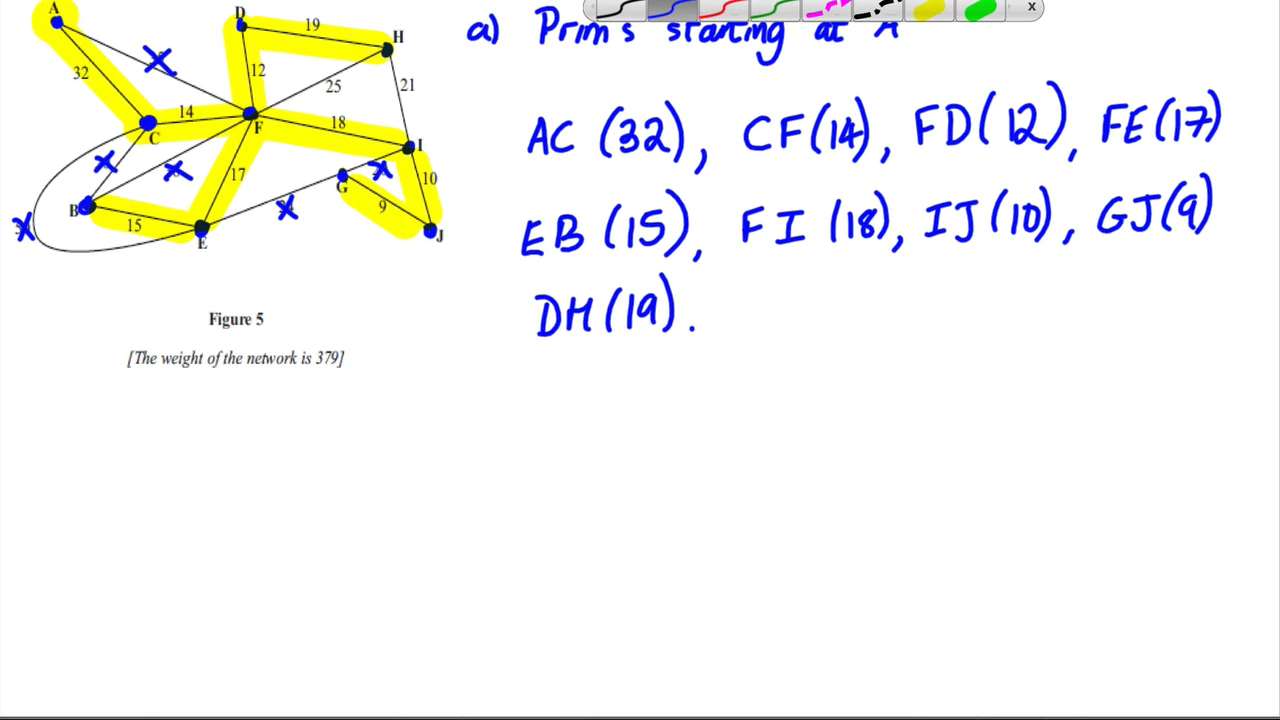 a) Prim's starting at A
AC (32), CF(14), FD(12), FE(17)
EB (15), FI (18), IJ (10), GJ(9)
DH (19).
A
D
19
H
32
12
25
21
14
C
F
18
I
17
G
10
B
15
9
E
J
Figure 5
[The weight of the network is 379]
x